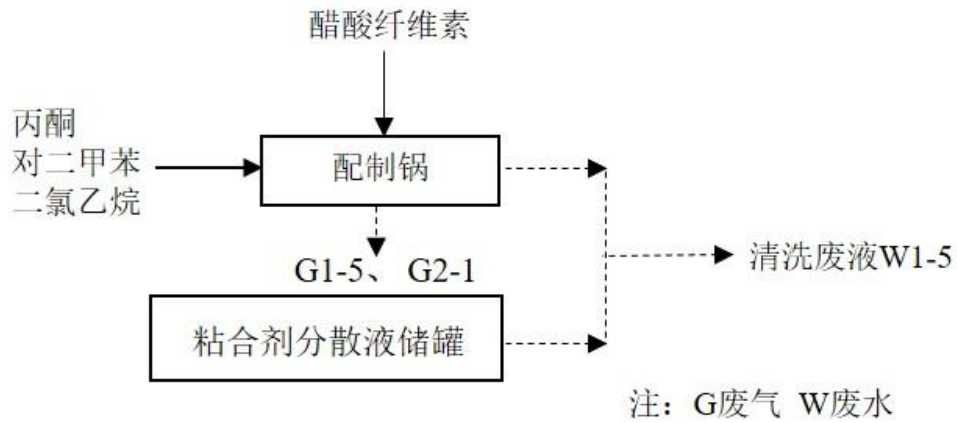 醋酸纤维素
丙酮
对二甲苯
二氯乙烷
配制锅
G1-5、 G2-1
清洗废液W1-5
粘合剂分散液储罐
注：G废气 W废水